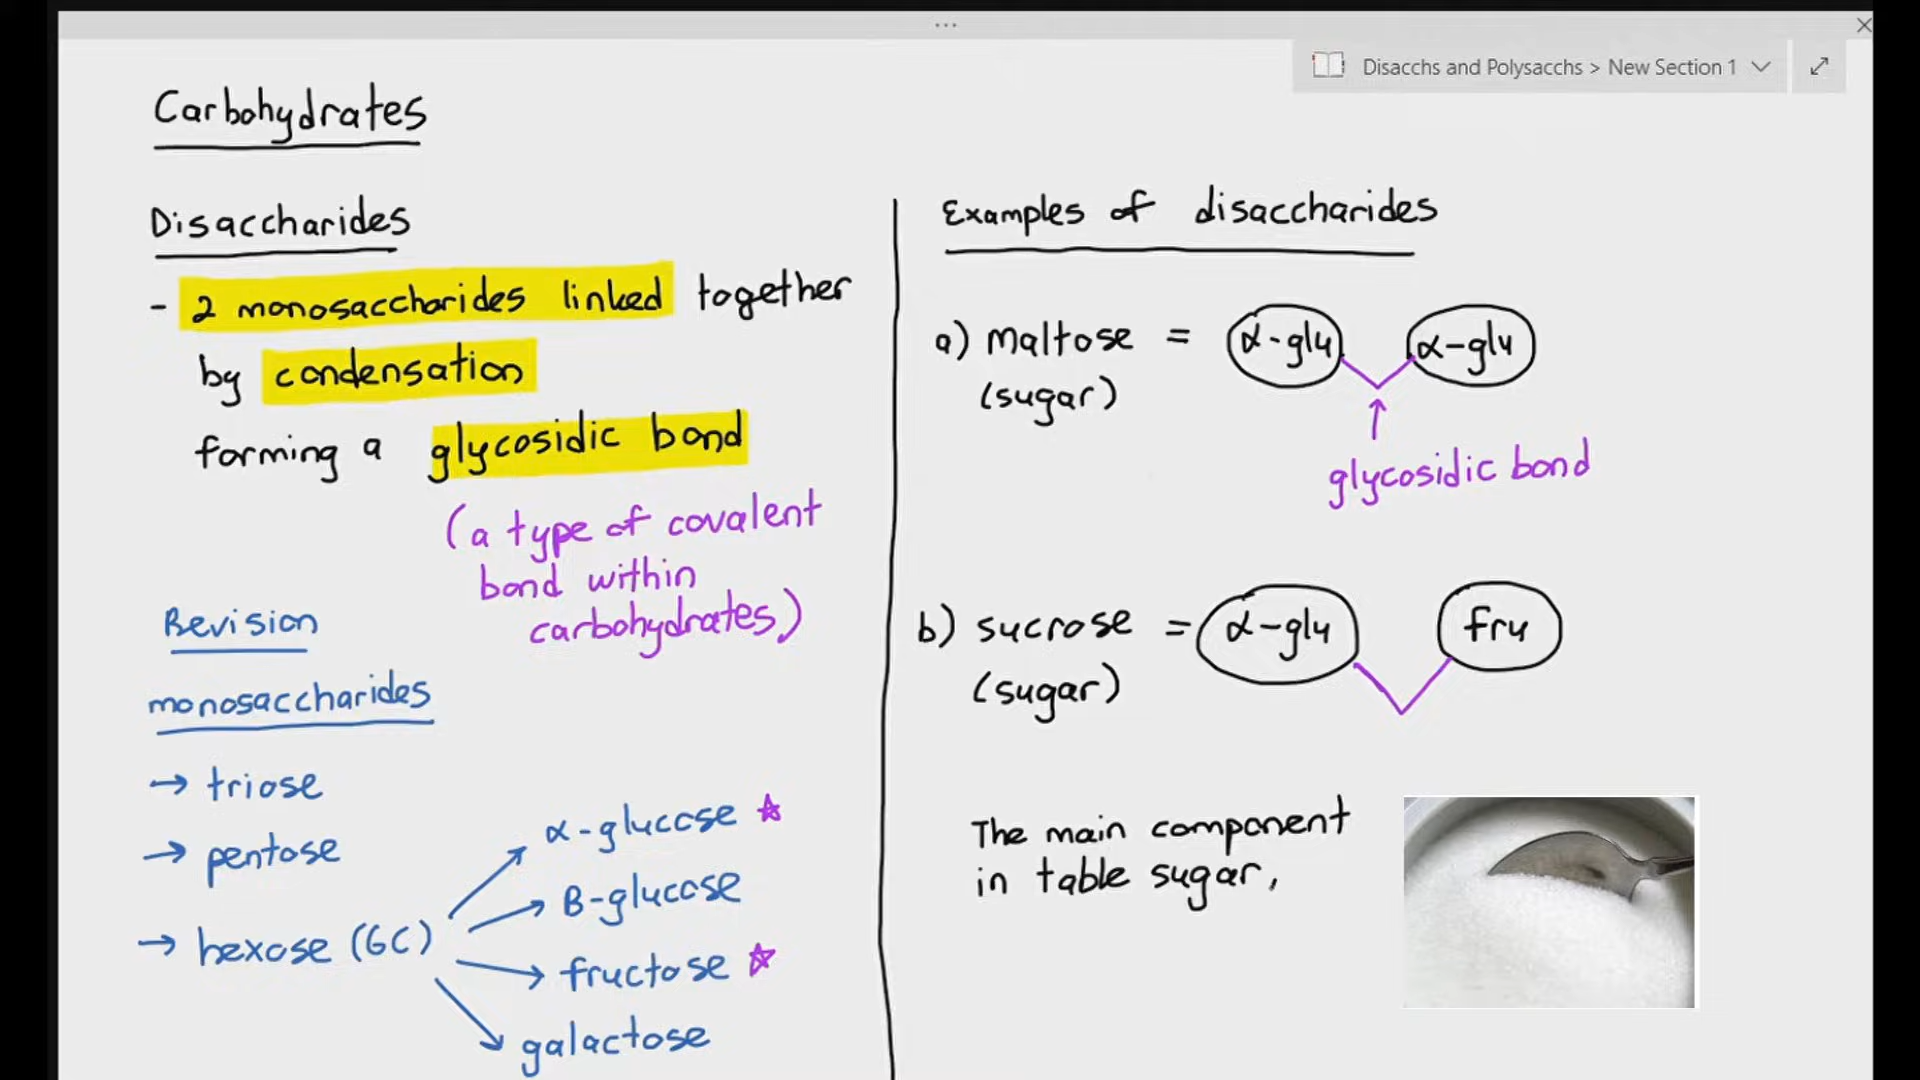 Disacchs and Polysacchs > New Section 1
Carbohydrates
Disaccharides
- 2 monosaccharides linked together
by condensation
forming a glycosidic bond
(a type of covalent
bond within
carbohydrates)
Revision
monosaccharides
→ triose
→ pentose
→ hexose (6C)
α-glucose ☆
B-glucose
fructose ☆
galactose
Examples of disaccharides
a) maltose = α-glu α-glu
(sugar)
glycosidic bond
b) sucrose = α-glu fru
(sugar)
The main component
in table sugar,